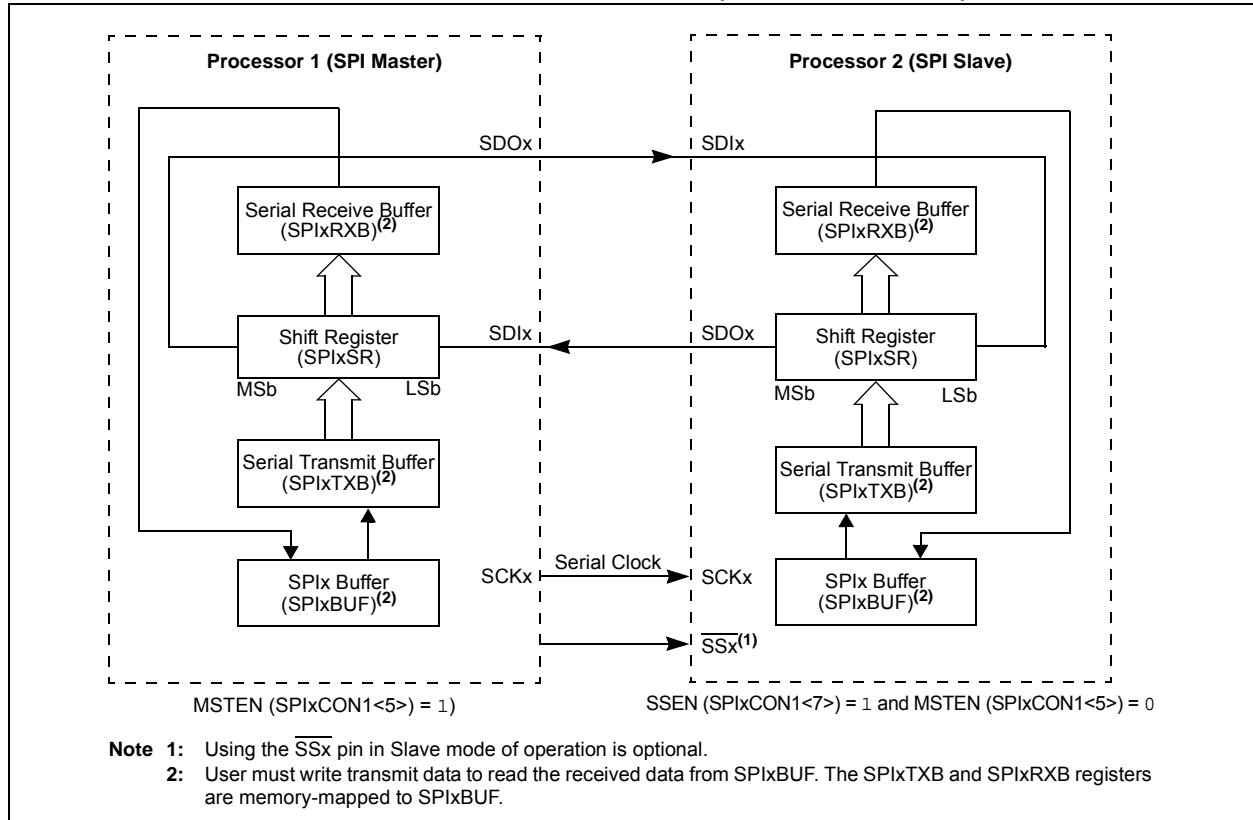 Processor 1 (SPI Master)
Processor 2 (SPI Slave)
SDOx
SDIx
Serial Receive Buffer
(SPIxRXB)(2)
Serial Receive Buffer
(SPIxRXB)(2)
Shift Register
(SPIxSR)
SDIx
SDOx
Shift Register
(SPIxSR)
MSb
LSb
MSb
LSb
Serial Transmit Buffer
(SPIxTXB)(2)
Serial Transmit Buffer
(SPIxTXB)(2)
SPIx Buffer
(SPIxBUF)(2)
SCKx
Serial Clock
SCKx
SPIx Buffer
(SPIxBUF)(2)
SSx(1)
MSTEN (SPIxCON1<5>) = 1)
SSEN (SPIxCON1<7>) = 1 and MSTEN (SPIxCON1<5>) = 0
Note 1: Using the SSx pin in Slave mode of operation is optional.
2: User must write transmit data to read the received data from SPIxBUF. The SPIxTXB and SPIxRXB registers
are memory-mapped to SPIxBUF.